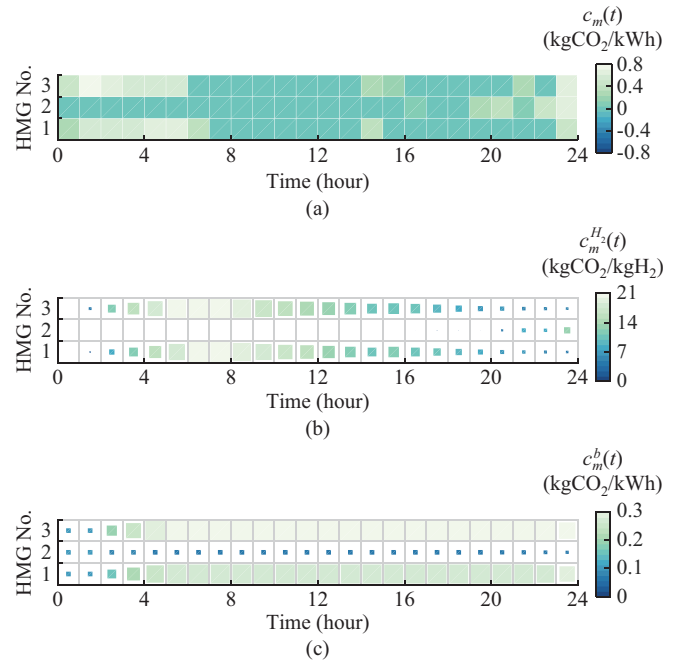 c_m(t)
(kgCO₂/kWh)
HMG No.
3
2
1
0 4 8 12 16 20 24
0.8
0.4
0
-0.4
-0.8
Time (hour)
(a)
c_m^{H₂}(t)
(kgCO₂/kgH₂)
HMG No.
3
2
1
0 4 8 12 16 20 24
21
14
7
0
Time (hour)
(b)
c_m^b(t)
(kgCO₂/kWh)
HMG No.
3
2
1
0 4 8 12 16 20 24
0.3
0.2
0.1
0
Time (hour)
(c)